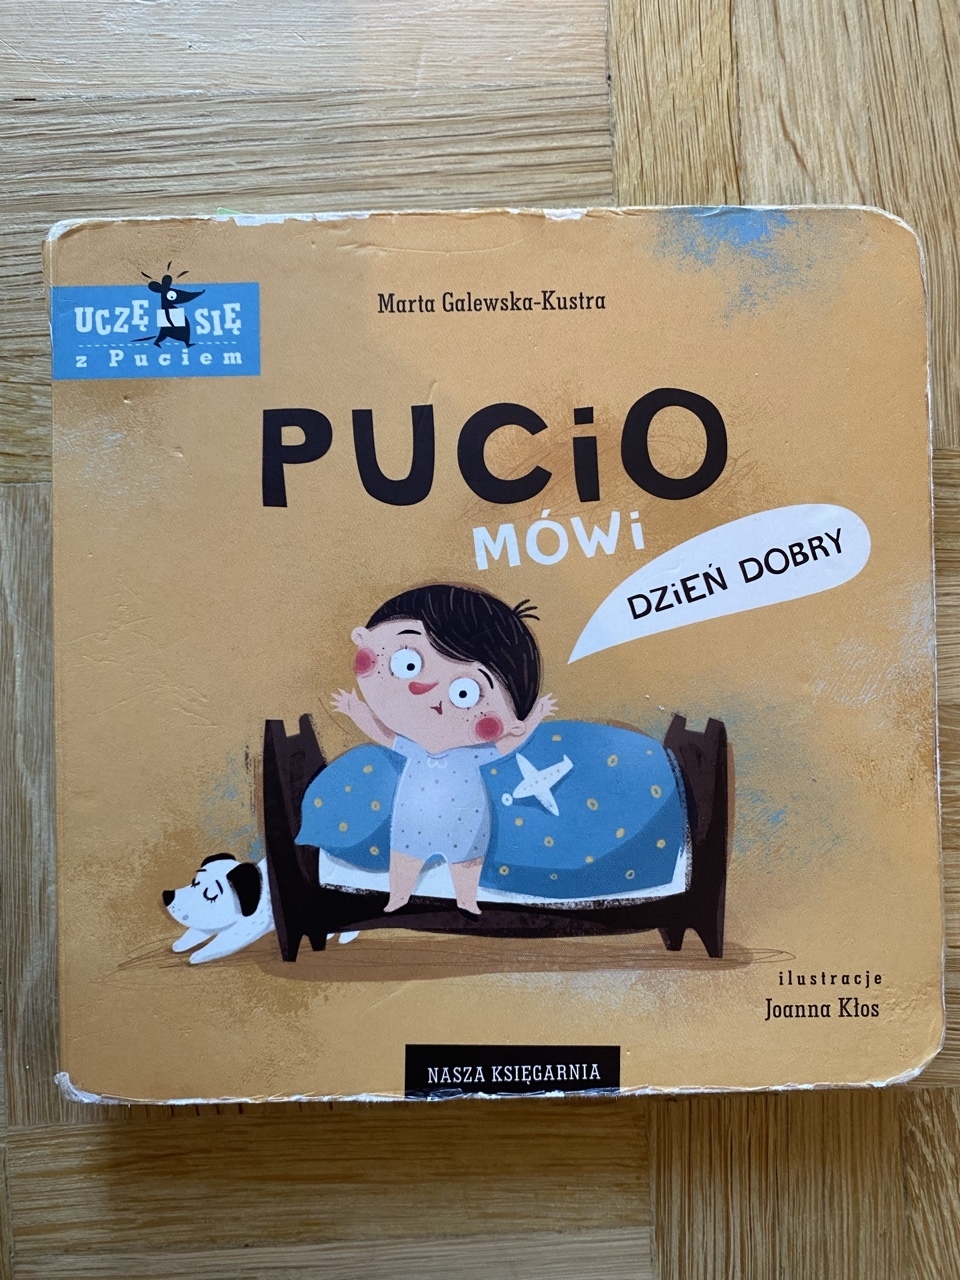 UCZĘ SIĘ
z Puciem
Marta Galewska-Kustra
PUCiO
MÓWi
DZiEŃ DOBRY
ilustracje
Joanna Kłos
NASZA KSIĘGARNIA